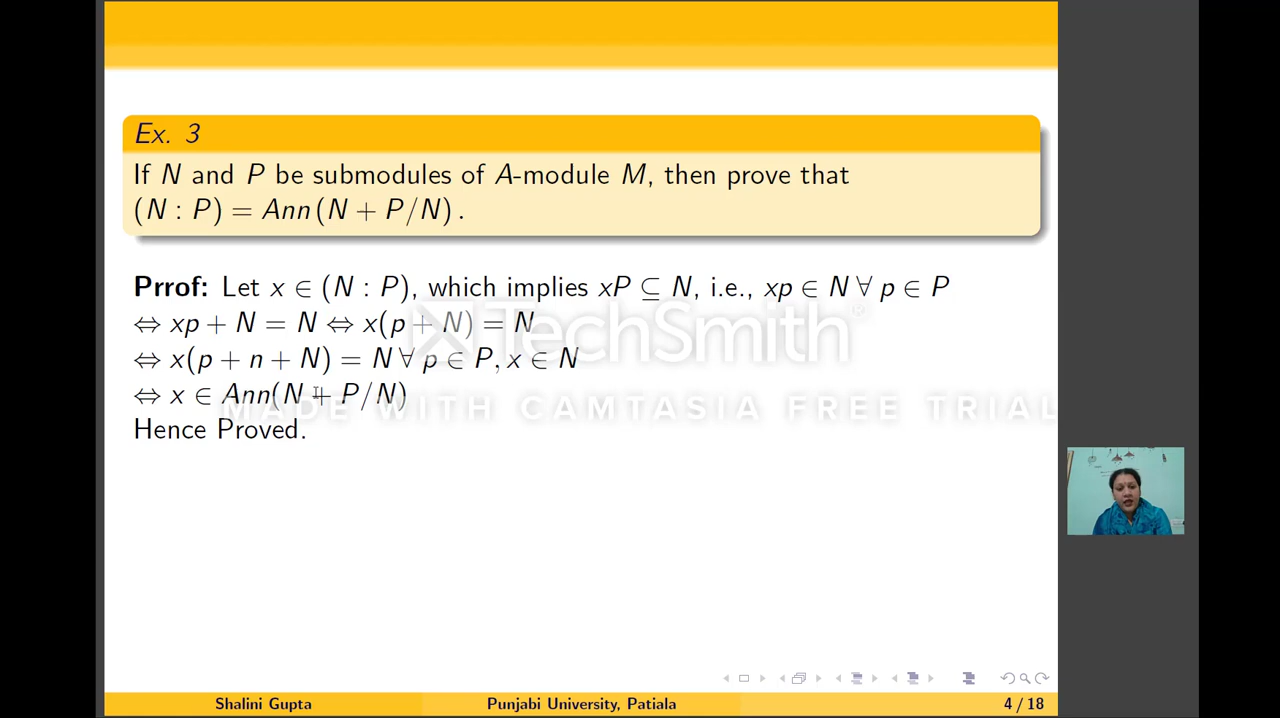 Ex. 3
If N and P be submodules of A-module M, then prove that
(N : P) = Ann (N + P/N) .
Prrof: Let x ∈ (N : P), which implies xP ⊆ N, i.e., xp ∈ N ∀ p ∈ P
⇔ xp + N = N ⇔ x(p + N) = N
⇔ x(p + n + N) = N ∀ p ∈ P, x ∈ N
⇔ x ∈ Ann(N + P/N)
Hence Proved.
TechSmith®
MADE WITH CAMTASIA FREE TRIAL
Shalini Gupta Punjabi University, Patiala 4 / 18